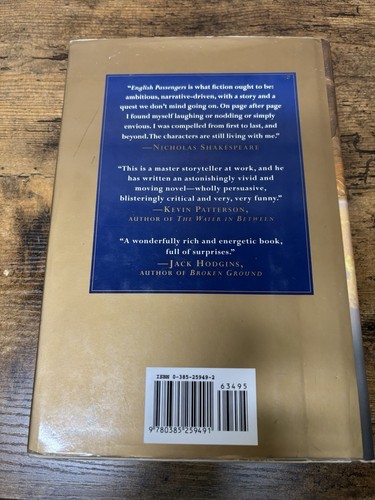 “English Passengers is what fiction ought to be:
ambitious, narrative-driven, with a story and a
quest we don't mind going on. On page after page
I found myself laughing or nodding or simply
envious. I was compelled from first to last, and
beyond. The characters are still living with me.”
—Nicholas Shakespeare
“This is a master storyteller at work, and he
has written an astonishingly vivid and
moving novel—wholly persuasive,
blisteringly critical and very, very funny.”
—Kevin Patterson,
author of The Water in Between
“A wonderfully rich and energetic book,
full of surprises.”
—Jack Hodgins,
author of Broken Ground
ISBN 0-385-25949-2
63495
9 780385 259491